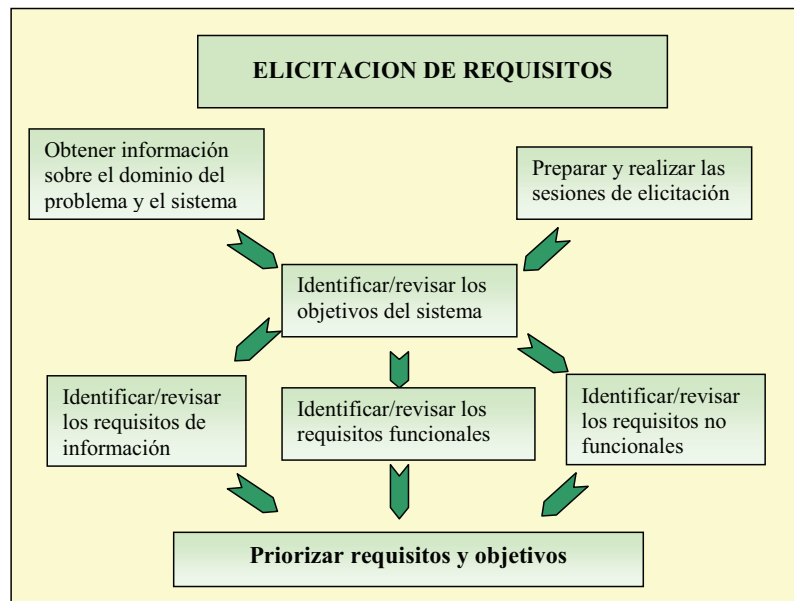 ELICITACION DE REQUISITOS
Obtener información
sobre el dominio del
problema y el sistema
Preparar y realizar las
sesiones de elicitación
Identificar/revisar los
objetivos del sistema
Identificar/revisar
los requisitos de
información
Identificar/revisar los
requisitos funcionales
Identificar/revisar
los requisitos no
funcionales
Priorizar requisitos y objetivos